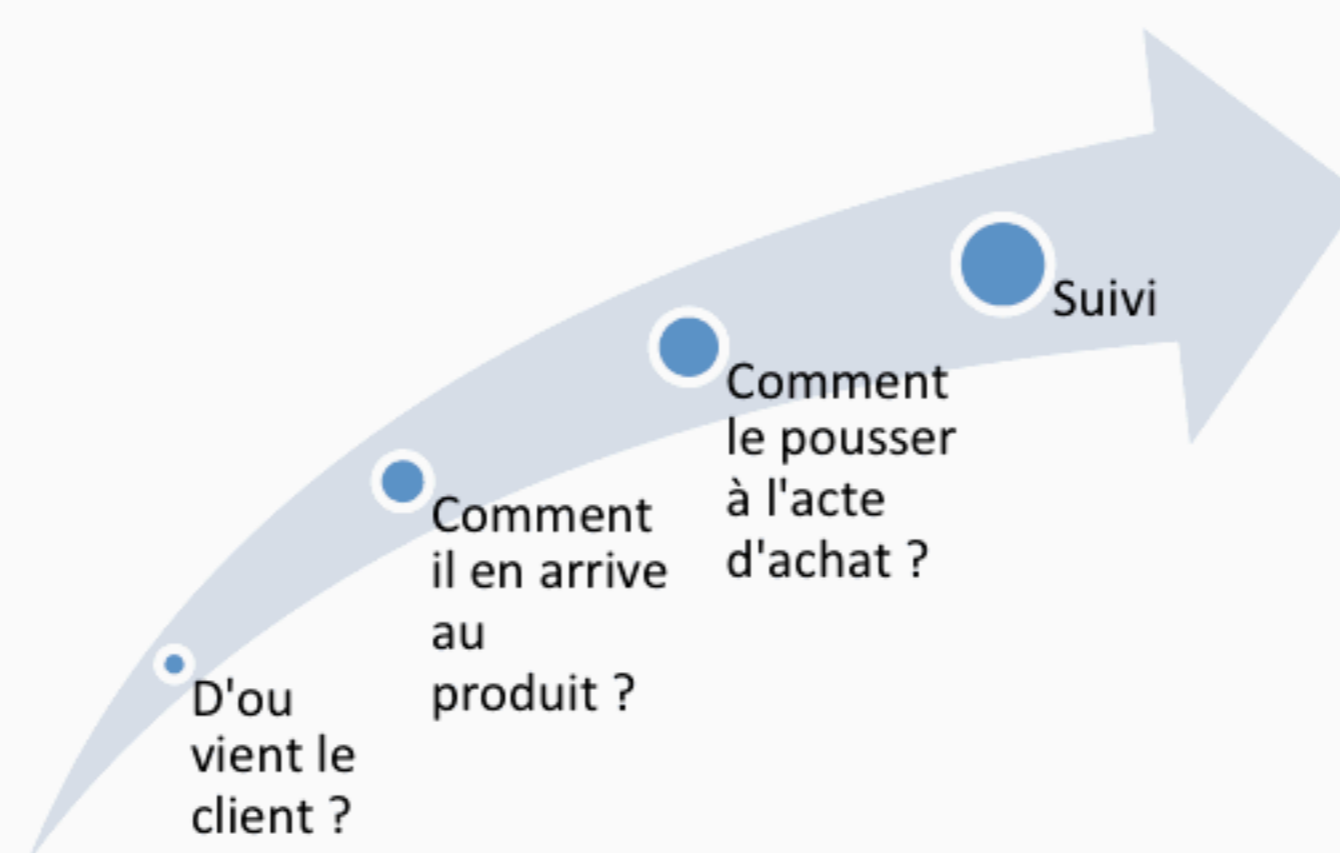 D'ou
vient le
client ?
Comment
il en arrive
au
produit ?
Comment
le pousser
à l'acte
d'achat ?
Suivi